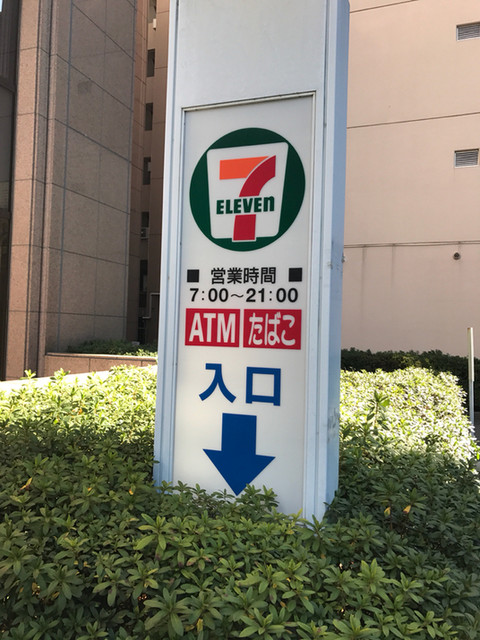 7
ELEVEn
■ 営業時間 ■
7:00～21:00
ATM たばこ
入口